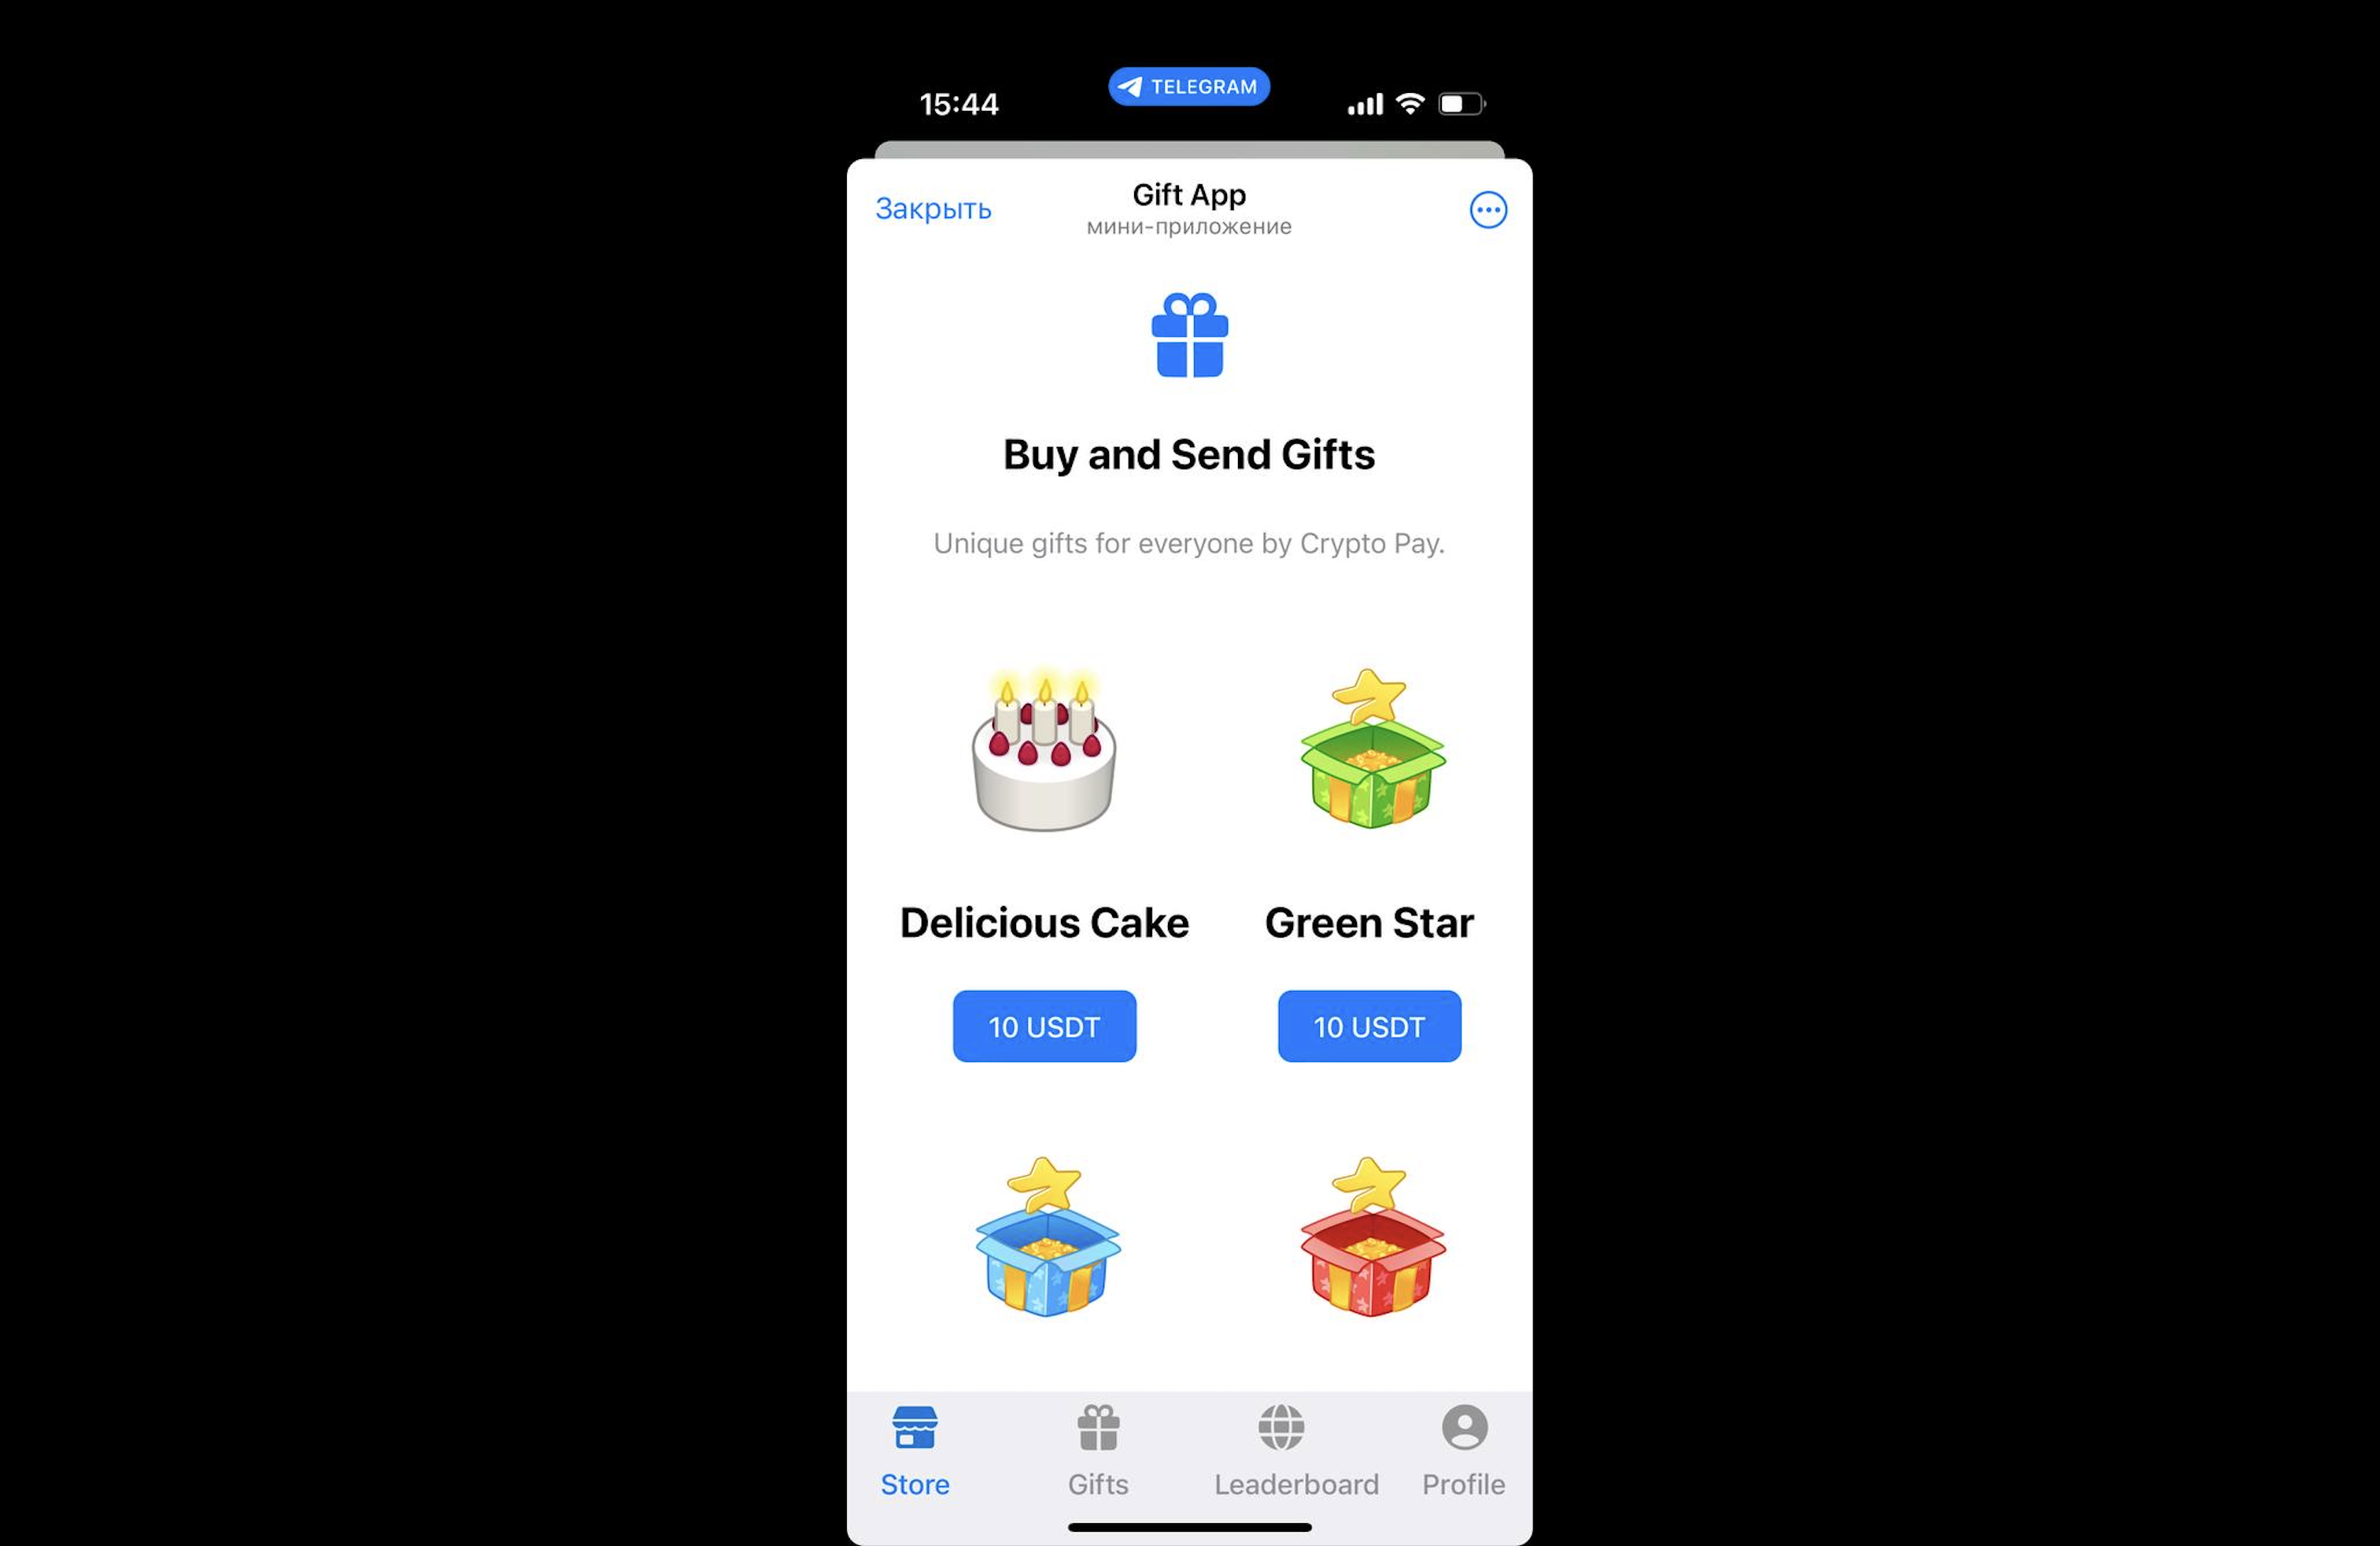 15:44
TELEGRAM
Закрыть
Gift App
мини-приложение
Buy and Send Gifts
Unique gifts for everyone by Crypto Pay.
Delicious Cake
Green Star
10 USDT
10 USDT
Store
Gifts
Leaderboard
Profile